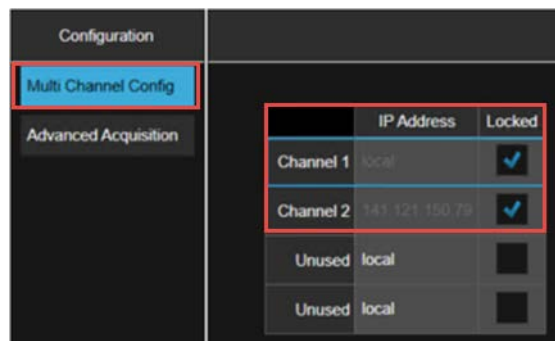 Configuration
Multi Channel Config
Advanced Acquisition
IP Address Locked
Channel 1 local
Channel 2 141.121.150.79
Unused local
Unused local